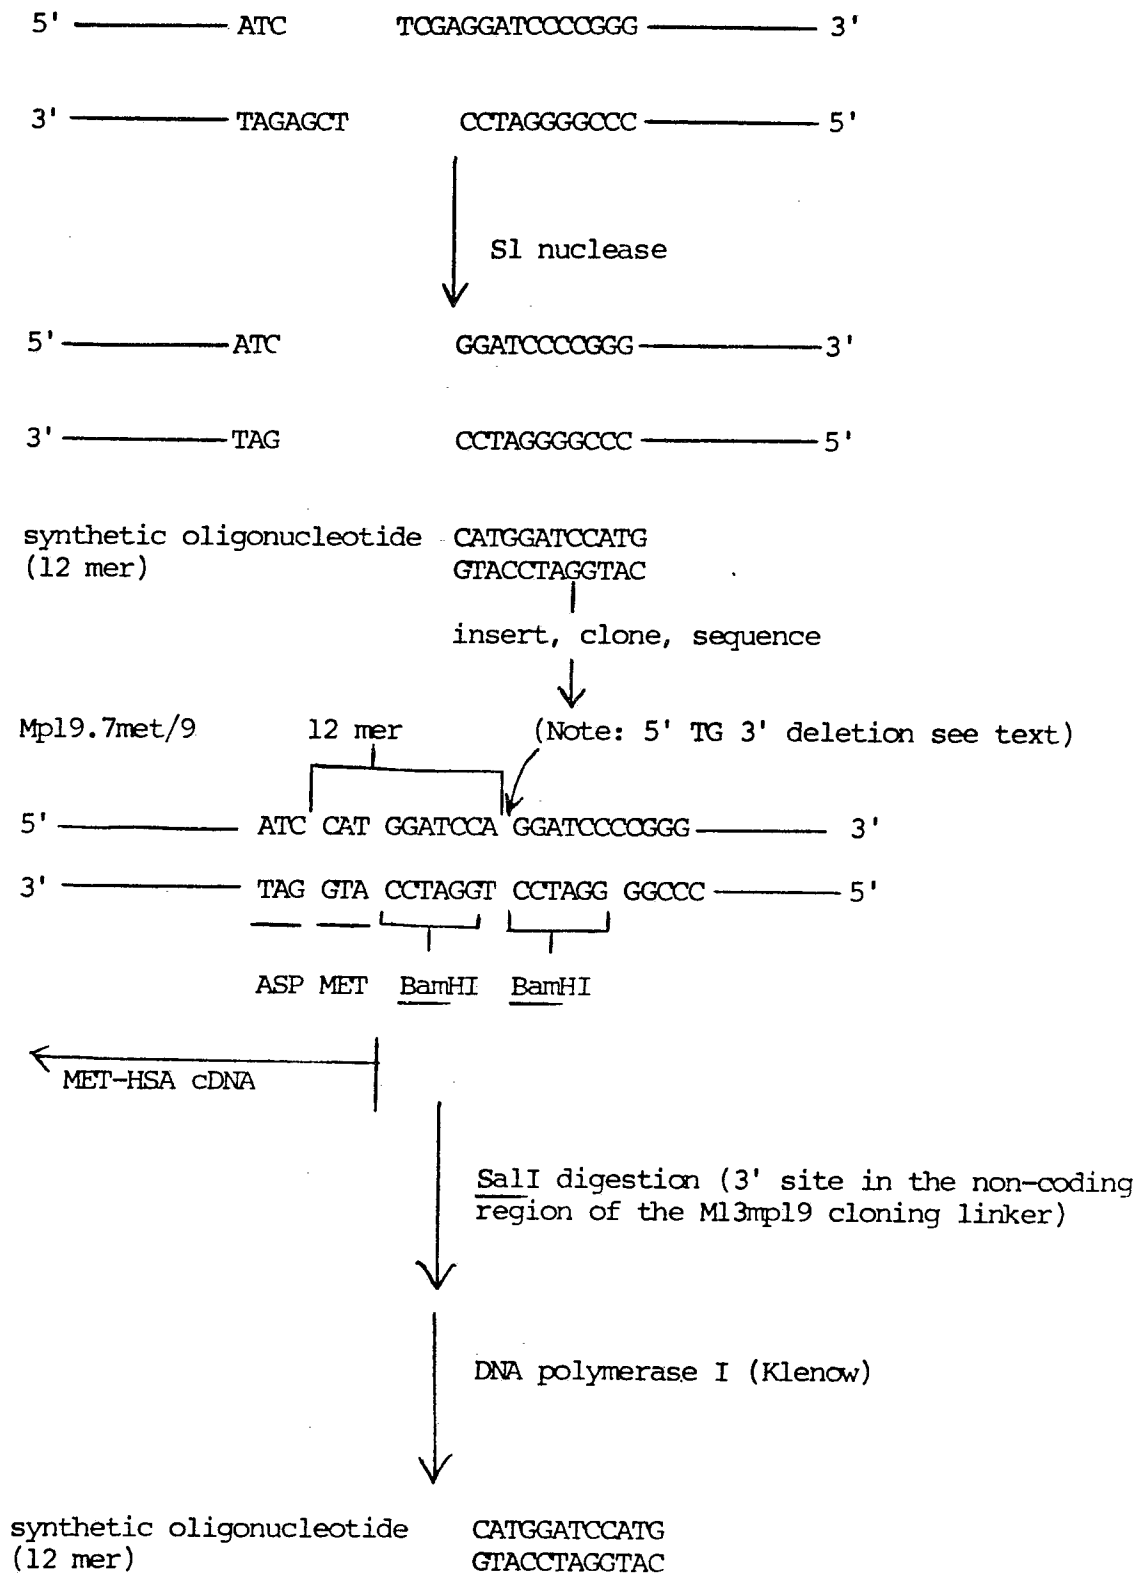 5' ATC TCGAGGATCCCCGGG 3'
3' TAGAGCT CCTAGGGGCCC 5'
S1 nuclease
5' ATC GGATCCCCGGG 3'
3' TAG CCTAGGGGCCC 5'
synthetic oligonucleotide CATGGATCCATG
(12 mer) GTACCTAGGTAC
insert, clone, sequence
Mp19.7met/9 12 mer (Note: 5' TG 3' deletion see text)
5' ATC CAT GGATCCA GGATCCCCGGG 3'
3' TAG GTA CCTAGGT CCTAGG GGCCC 5'
ASP MET BamHI BamHI
MET-HSA cDNA
SalI digestion (3' site in the non-coding
region of the M13mp19 cloning linker)
DNA polymerase I (Klenow)
synthetic oligonucleotide CATGGATCCATG
(12 mer) GTACCTAGGTAC